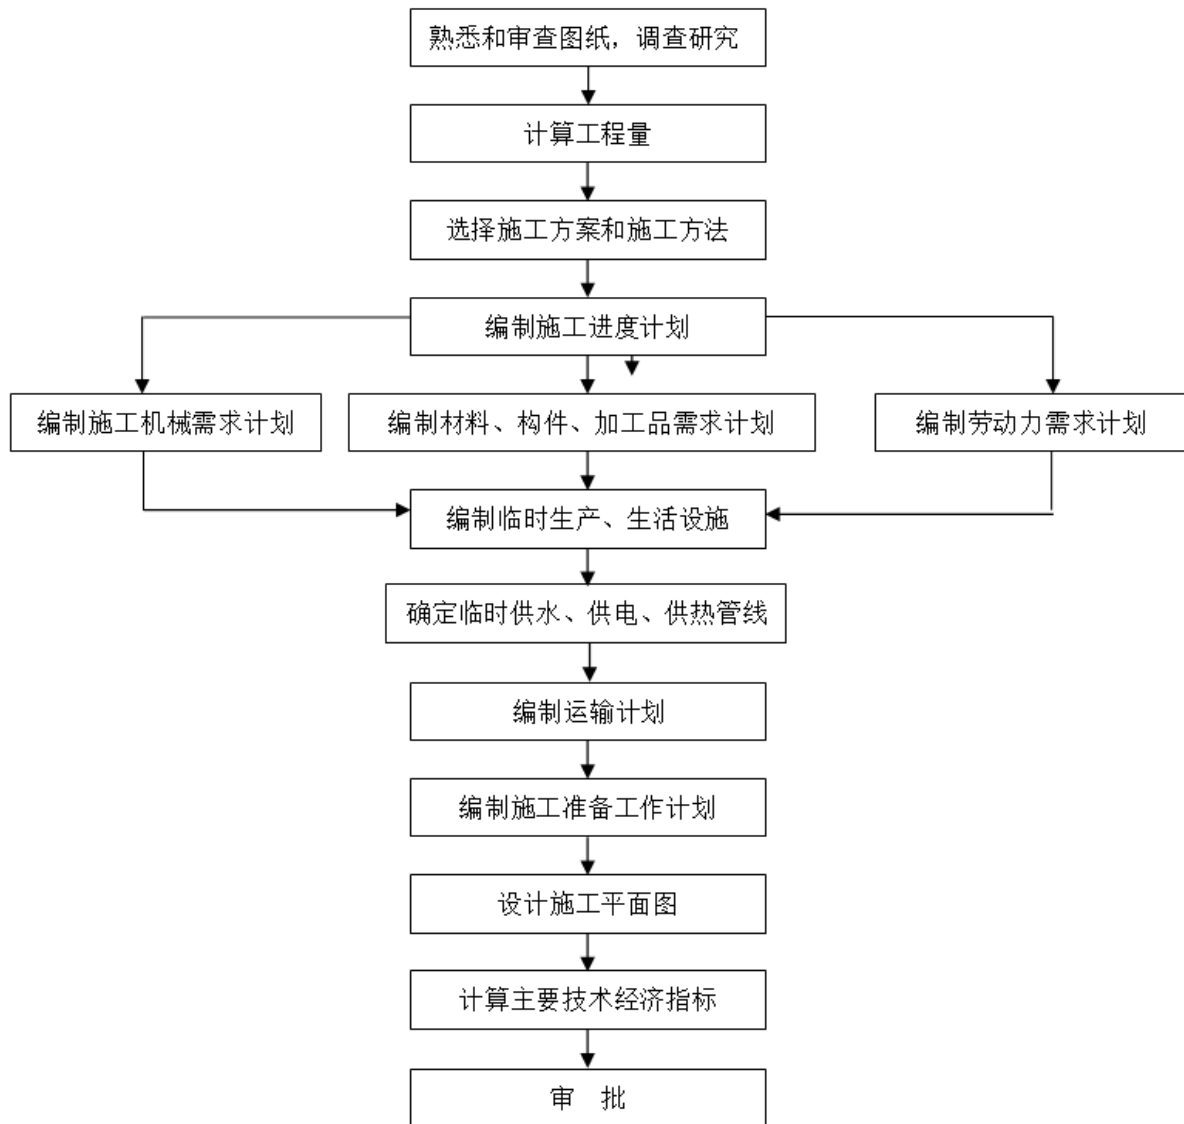 熟悉和审查图纸，调查研究
计算工程量
选择施工方案和施工方法
编制施工进度计划
编制施工机械需求计划
编制材料、构件、加工品需求计划
编制劳动力需求计划
编制临时生产、生活设施
确定临时供水、供电、供热管线
编制运输计划
编制施工准备工作计划
设计施工平面图
计算主要技术经济指标
审 批